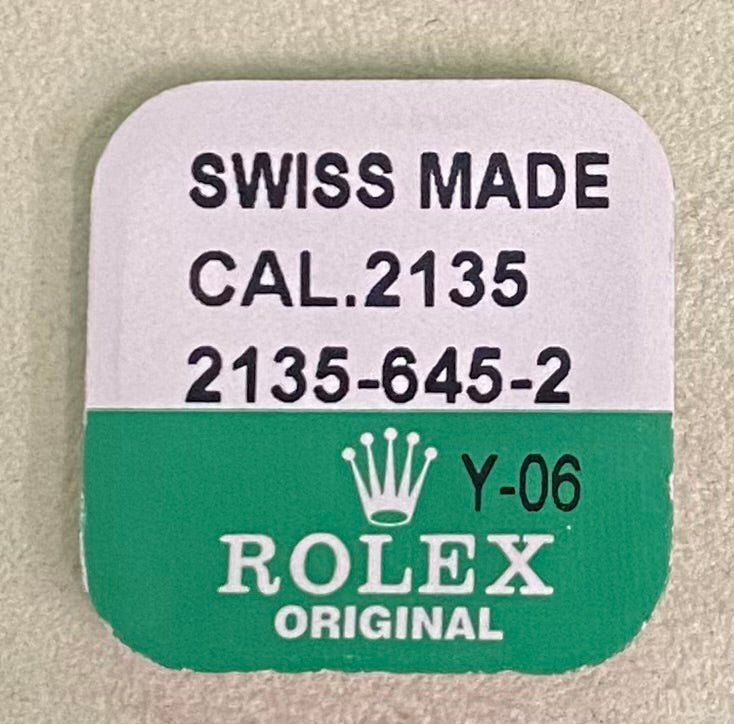 SWISS MADE
CAL.2135
2135-645-2
Y-06
ROLEX
ORIGINAL